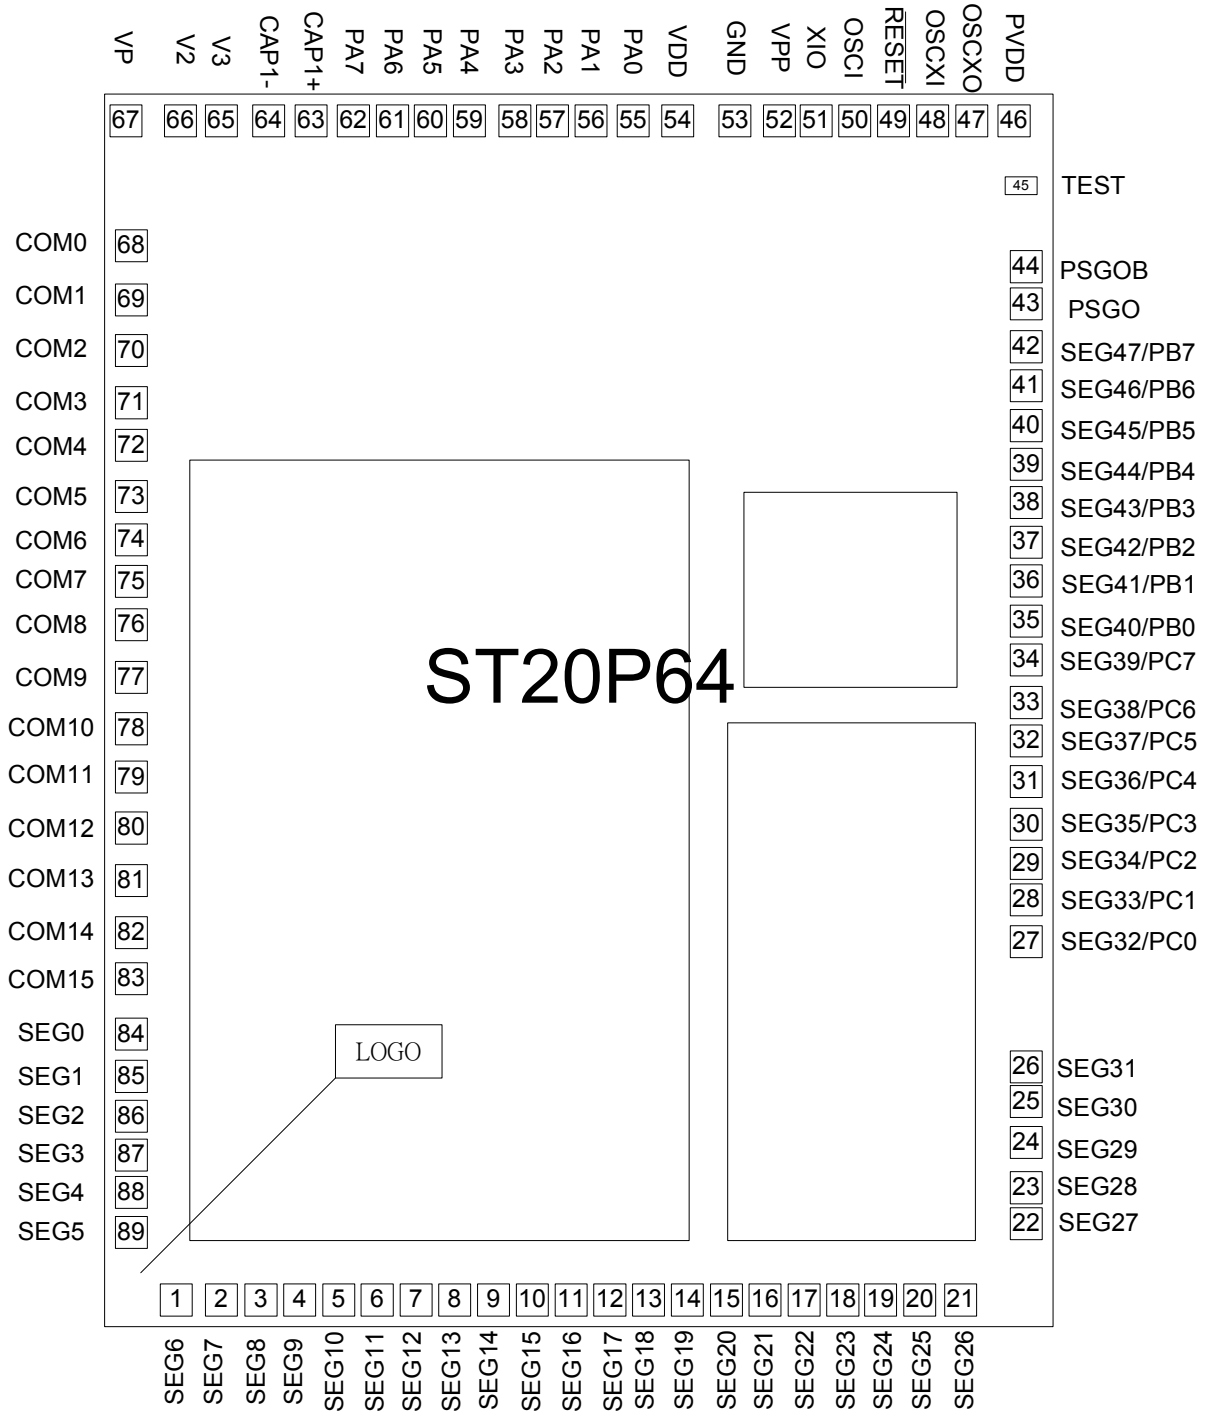 VP V2 V3 CAP1- CAP1+ PA7 PA6 PA5 PA4 PA3 PA2 PA1 PA0 VDD GND VPP XIO OSCI RESET OSCXI OSCXO PVDD
67 66 65 64 63 62 61 60 59 58 57 56 55 54 53 52 51 50 49 48 47 46
45 TEST
COM0 68
44 PSGOB
COM1 69
43 PSGO
COM2 70
42 SEG47/PB7
COM3 71
41 SEG46/PB6
COM4 72
40 SEG45/PB5
39 SEG44/PB4
COM5 73
38 SEG43/PB3
COM6 74
37 SEG42/PB2
COM7 75
36 SEG41/PB1
COM8 76
35 SEG40/PB0
ST20P64
COM9 77
34 SEG39/PC7
33 SEG38/PC6
COM10 78
32 SEG37/PC5
COM11 79
31 SEG36/PC4
COM12 80
30 SEG35/PC3
29 SEG34/PC2
COM13 81
28 SEG33/PC1
COM14 82
27 SEG32/PC0
COM15 83
SEG0 84
LOGO
SEG1 85
26 SEG31
SEG2 86
25 SEG30
SEG3 87
24 SEG29
SEG4 88
23 SEG28
SEG5 89
22 SEG27
1 2 3 4 5 6 7 8 9 10 11 12 13 14 15 16 17 18 19 20 21
SEG6 SEG7 SEG8 SEG9 SEG10 SEG11 SEG12 SEG13 SEG14 SEG15 SEG16 SEG17 SEG18 SEG19 SEG20 SEG21 SEG22 SEG23 SEG24 SEG25 SEG26